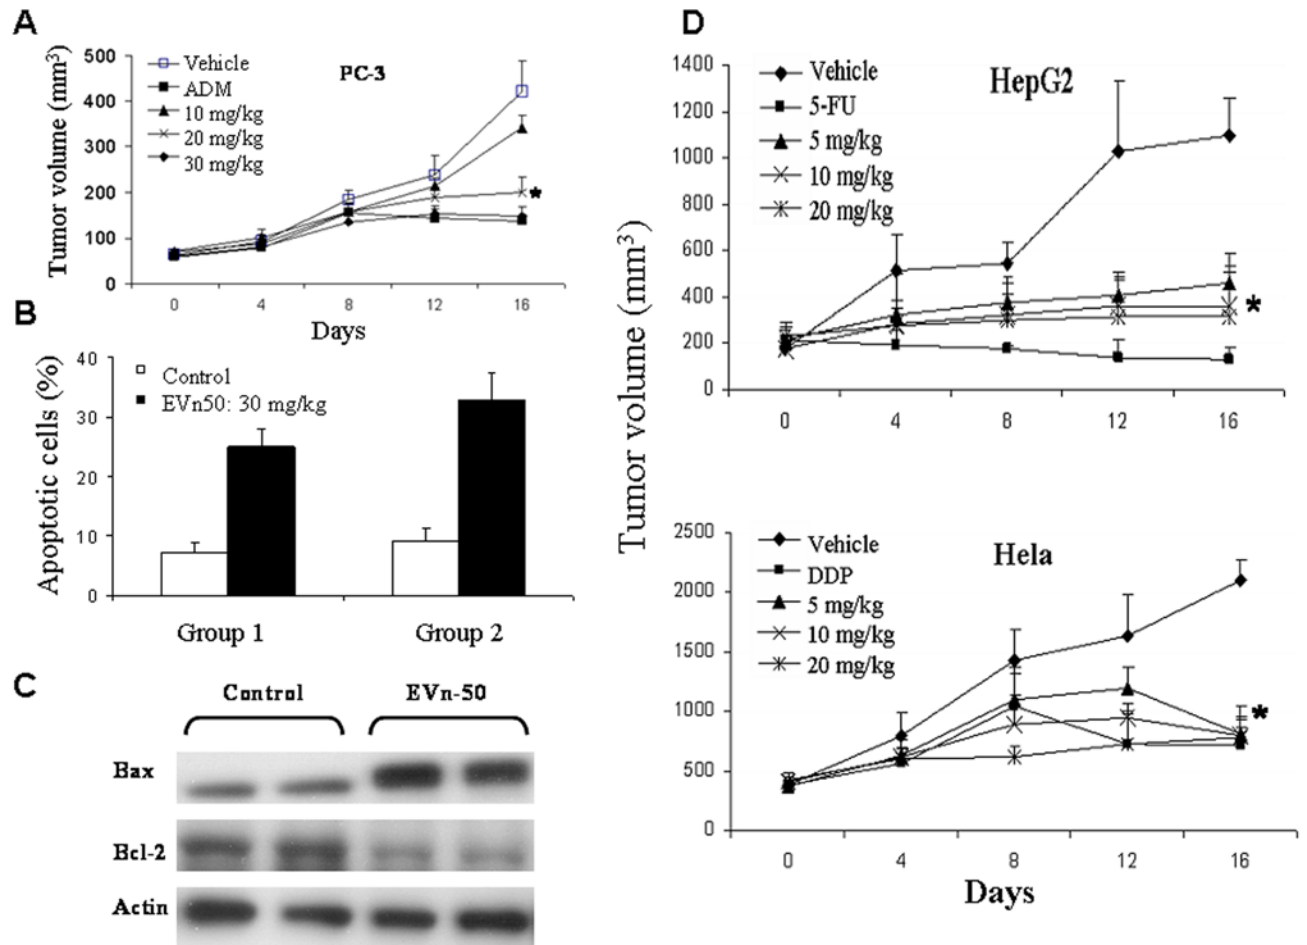 A
Tumor volume (mm³)
500
400
300
200
100
0
PC-3
Vehicle
ADM
10 mg/kg
20 mg/kg
30 mg/kg
*
0 4 8 12 16
Days
B
Apoptotic cells (%)
40
30
20
10
0
Control
EVn50: 30 mg/kg
Group 1 Group 2
C
Control EVn-50
Bax
Bcl-2
Actin
D
Tumor volume (mm³)
1400
1200
1000
800
600
400
200
0
HepG2
Vehicle
5-FU
5 mg/kg
10 mg/kg
20 mg/kg
*
0 4 8 12 16
2500
2000
1500
1000
500
0
Hela
Vehicle
DDP
5 mg/kg
10 mg/kg
20 mg/kg
*
0 4 8 12 16
Days